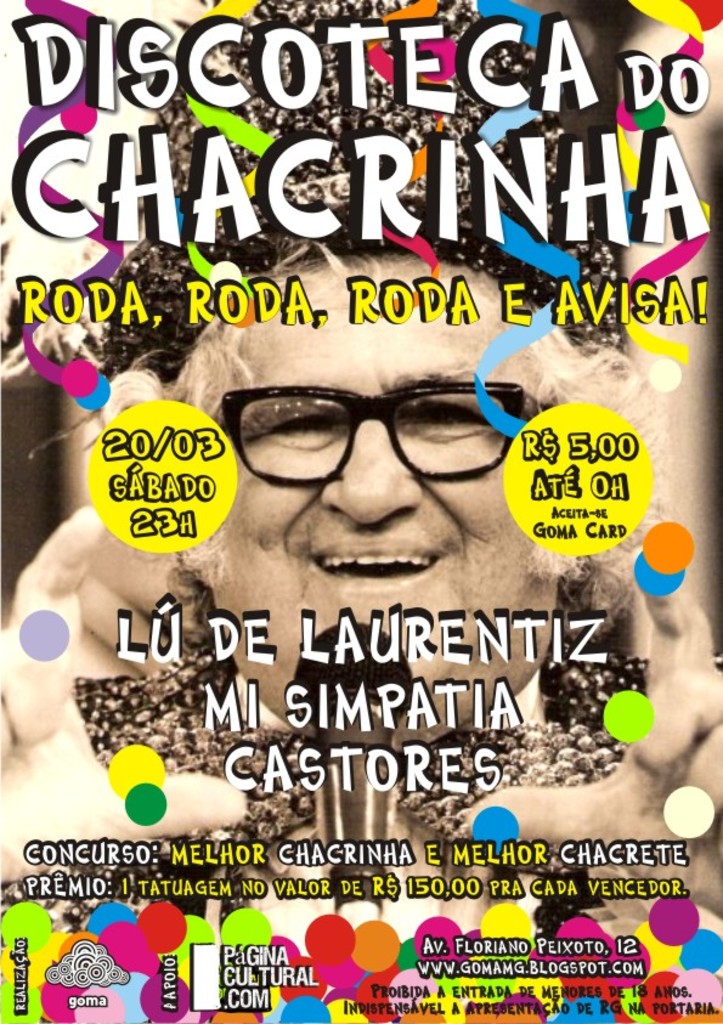 DISCOTECA DO
CHACRINHA
RODA, RODA, RODA E AVISA!
20/03
SÁBADO
23H
R$ 5,00
ATÉ 0H
ACEITA-SE
GOMA CARD
LÚ DE LAURENTIZ
MI SIMPATIA
CASTORES
CONCURSO: MELHOR CHACRINHA E MELHOR CHACRETE
PRÊMIO: 1 TATUAGEM NO VALOR DE R$ 150,00 PRA CADA VENCEDOR.
REALIZAÇÃO:
goma
APOIO:
PÁGINA
CULTURAL
.COM
AV. FLORIANO PEIXOTO, 12
WWW.GOMAMG.BLOGSPOT.COM
PROIBIDA A ENTRADA DE MENORES DE 18 ANOS.
INDISPENSÁVEL A APRESENTAÇÃO DE RG NA PORTARIA.